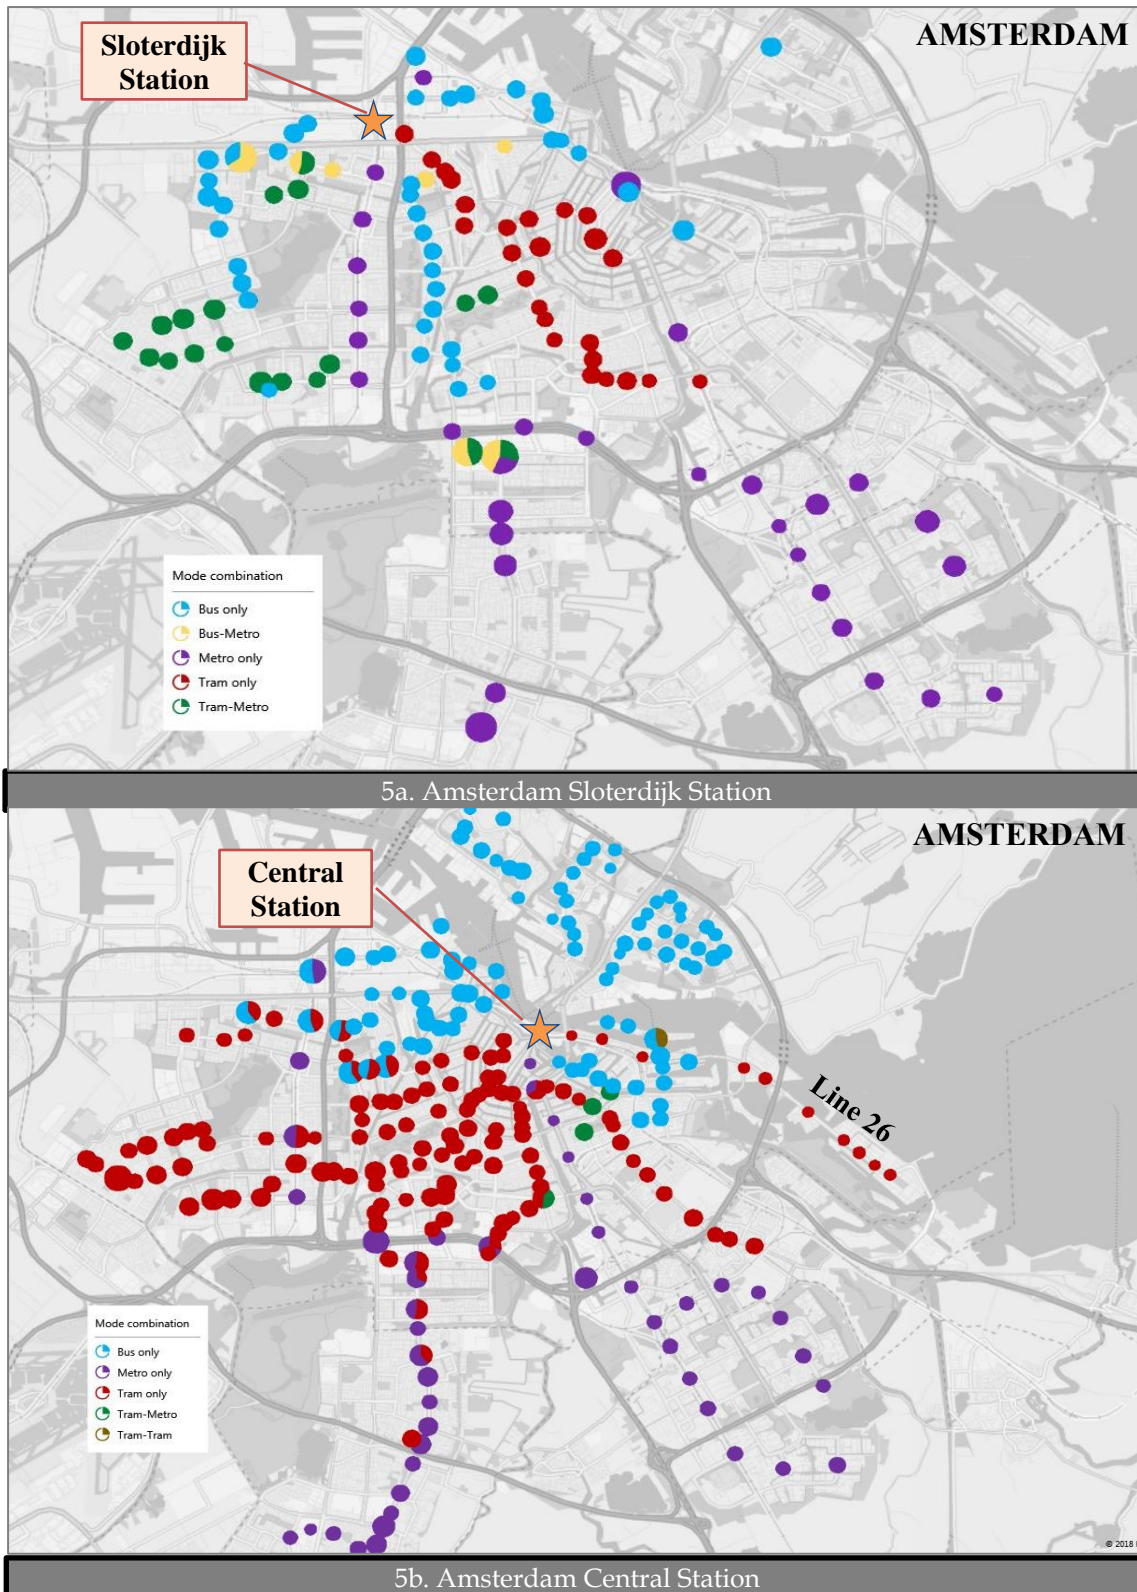 AMSTERDAM
Sloterdijk
Station
Mode combination
Bus only
Bus-Metro
Metro only
Tram only
Tram-Metro
5a. Amsterdam Sloterdijk Station
AMSTERDAM
Central
Station
Line 26
Mode combination
Bus only
Metro only
Tram only
Tram-Metro
Tram-Tram
© 2018
5b. Amsterdam Central Station